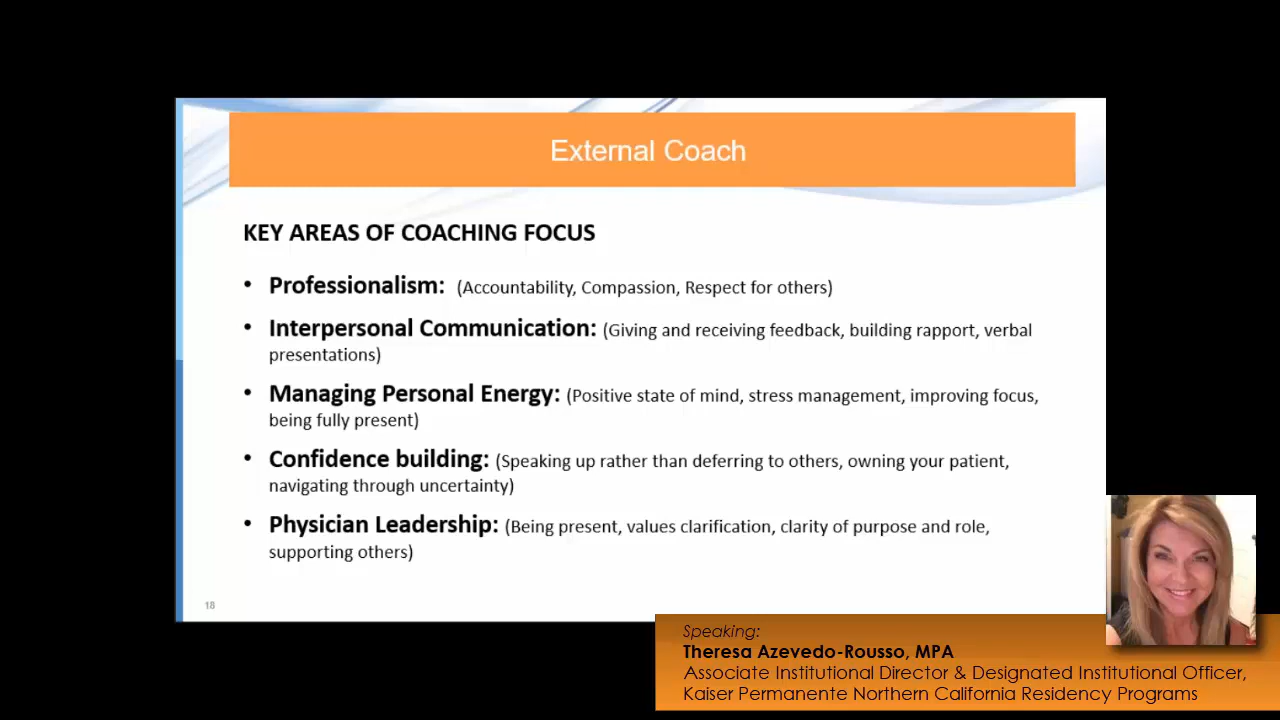 External Coach
KEY AREAS OF COACHING FOCUS
• Professionalism: (Accountability, Compassion, Respect for others)
• Interpersonal Communication: (Giving and receiving feedback, building rapport, verbal
presentations)
• Managing Personal Energy: (Positive state of mind, stress management, improving focus,
being fully present)
• Confidence building: (Speaking up rather than deferring to others, owning your patient,
navigating through uncertainty)
• Physician Leadership: (Being present, values clarification, clarity of purpose and role,
supporting others)
18
Speaking:
Theresa Azevedo-Rousso, MPA
Associate Institutional Director & Designated Institutional Officer,
Kaiser Permanente Northern California Residency Programs